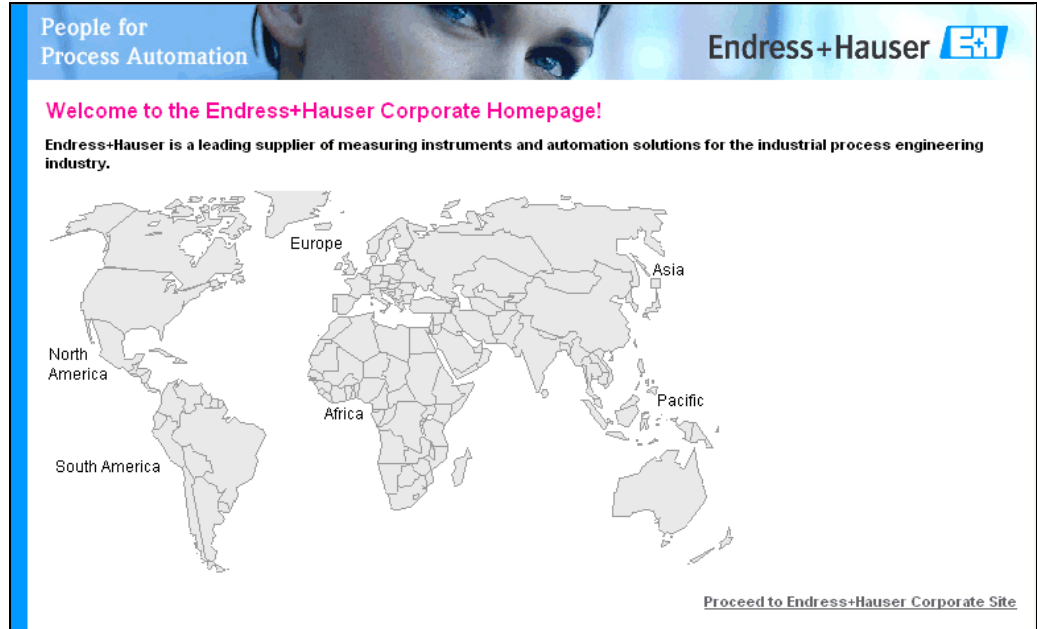 People for
Process Automation
Endress+Hauser EH
Welcome to the Endress+Hauser Corporate Homepage!
Endress+Hauser is a leading supplier of measuring instruments and automation solutions for the industrial process engineering
industry.
Europe
Asia
North
America
Africa
Pacific
South America
Proceed to Endress+Hauser Corporate Site